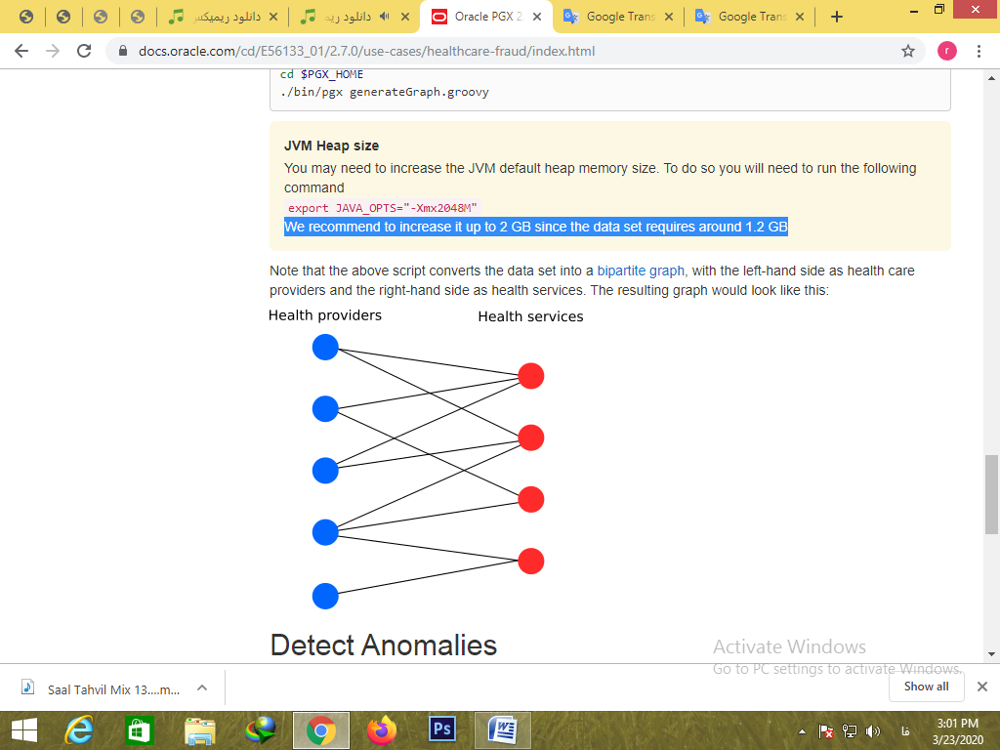 دانلود ریمیکس
دانلود ریم
Oracle PGX 2
Google Trans
Google Trans
docs.oracle.com/cd/E56133_01/2.7.0/use-cases/healthcare-fraud/index.html
r
cd $PGX_HOME
./bin/pgx generateGraph.groovy
JVM Heap size
You may need to increase the JVM default heap memory size. To do so you will need to run the following
command
export JAVA_OPTS="-Xmx2048M"
We recommend to increase it up to 2 GB since the data set requires around 1.2 GB
Note that the above script converts the data set into a bipartite graph, with the left-hand side as health care
providers and the right-hand side as health services. The resulting graph would look like this:
Health providers
Health services
Detect Anomalies
Activate Windows
Go to PC settings to activate Windows.
Saal Tahvil Mix 13....m...
Show all
Ps
فا
3:01 PM
3/23/2020